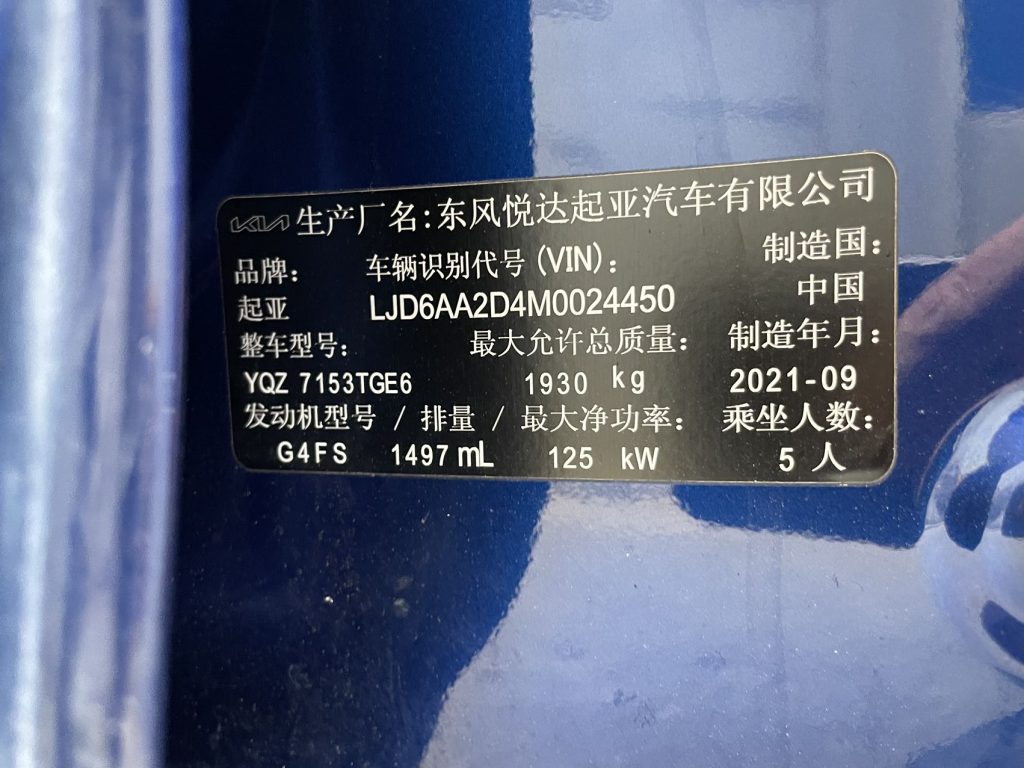 KIA 生产厂名：东风悦达起亚汽车有限公司
品牌： 车辆识别代号 (VIN)： 制造国：
起亚 LJD6AA2D4M0024450 中国
整车型号： 最大允许总质量： 制造年月：
YQZ 7153TGE6 1930 kg 2021-09
发动机型号 / 排量 / 最大净功率： 乘坐人数：
G4FS 1497 mL 125 kW 5 人